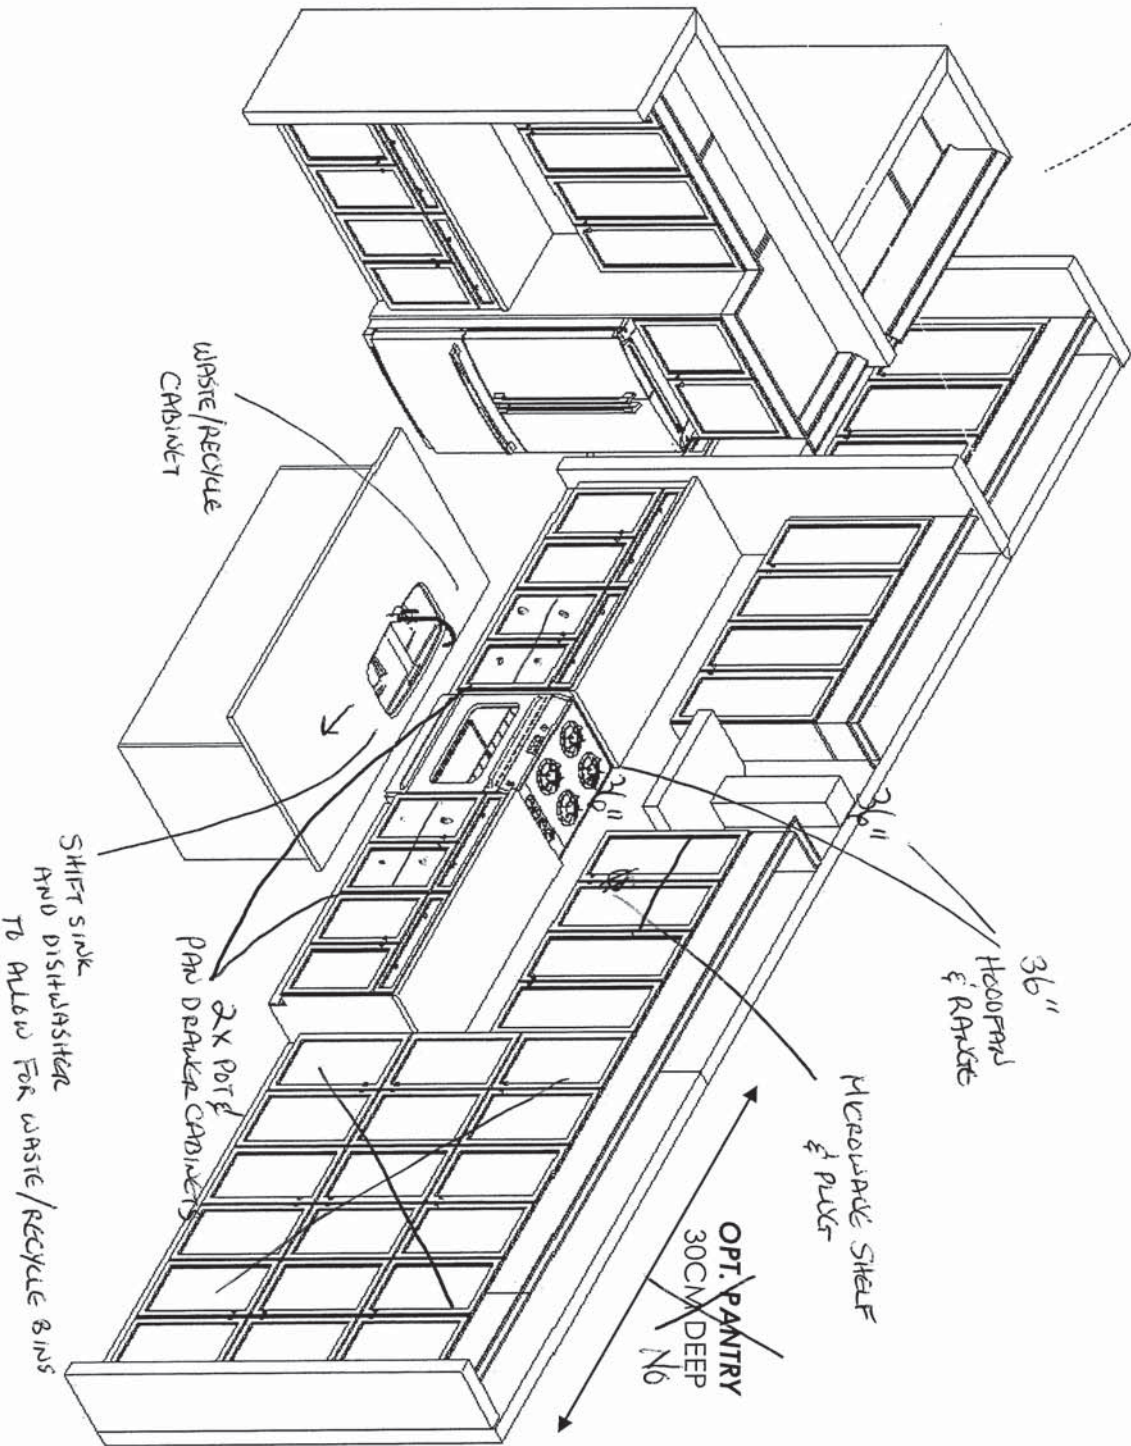 WASTE/RECYCLE
CABINET
36"
36"
36"
HOODFAN
& RANGE
MICROWAVE SHELF
& PLUG
OPT. PANTRY
30CM DEEP
NO
2X POT &
PAN DRAWER CABINETS
SHIFT SINK
AND DISHWASHER
TO ALLOW FOR WASTE/RECYCLE BINS